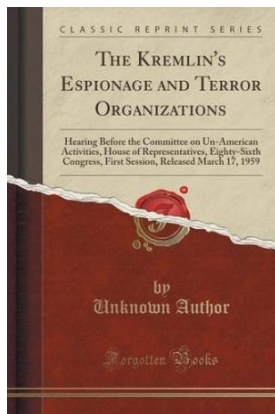 CLASSIC REPRINT SERIES
THE KREMLIN'S
ESPIONAGE AND TERROR
ORGANIZATIONS
Hearing Before the Committee on Un-American
Activities, House of Representatives, Eighty-Sixth
Congress, First Session, Released March 17, 1959
by
Unknown Author
Forgotten Books